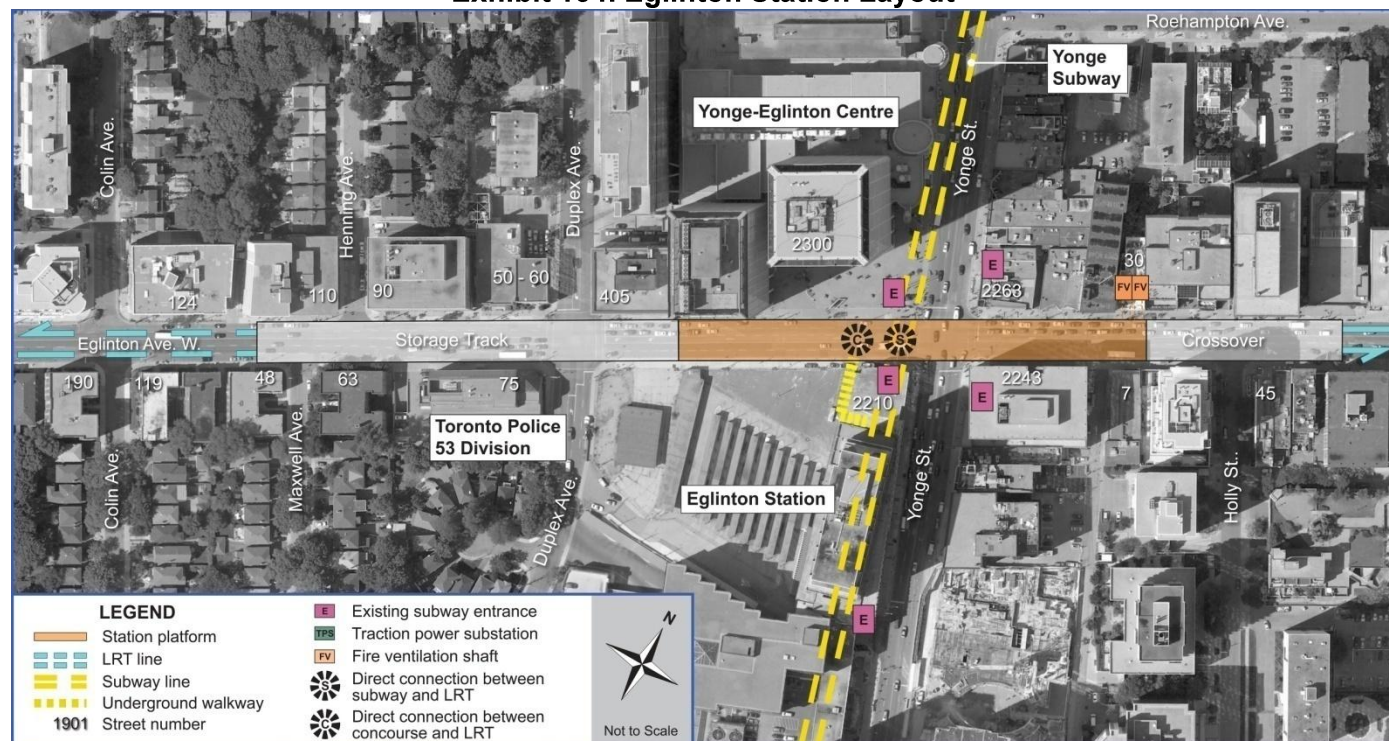 Roehampton Ave.
Yonge
Subway
Yonge-Eglinton Centre
Colin Ave.
Henning Ave.
Duplex Ave.
Yonge St.
2300
E
E
2263
30
FV FV
124
110
90
50 - 60
405
Eglinton Ave. W.
Storage Track
C
S
Crossover
190
119
48
63
75
E
2210
E
2243
7
45
Toronto Police
53 Division
Eglinton Station
Colin Ave.
Maxwell Ave.
Duplex Ave.
Yonge St.
Holly St..
E
LEGEND
Station platform
LRT line
Subway line
Underground walkway
1901 Street number
E Existing subway entrance
TPS Traction power substation
FV Fire ventilation shaft
S Direct connection between
subway and LRT
C Direct connection between
concourse and LRT
N
Not to Scale